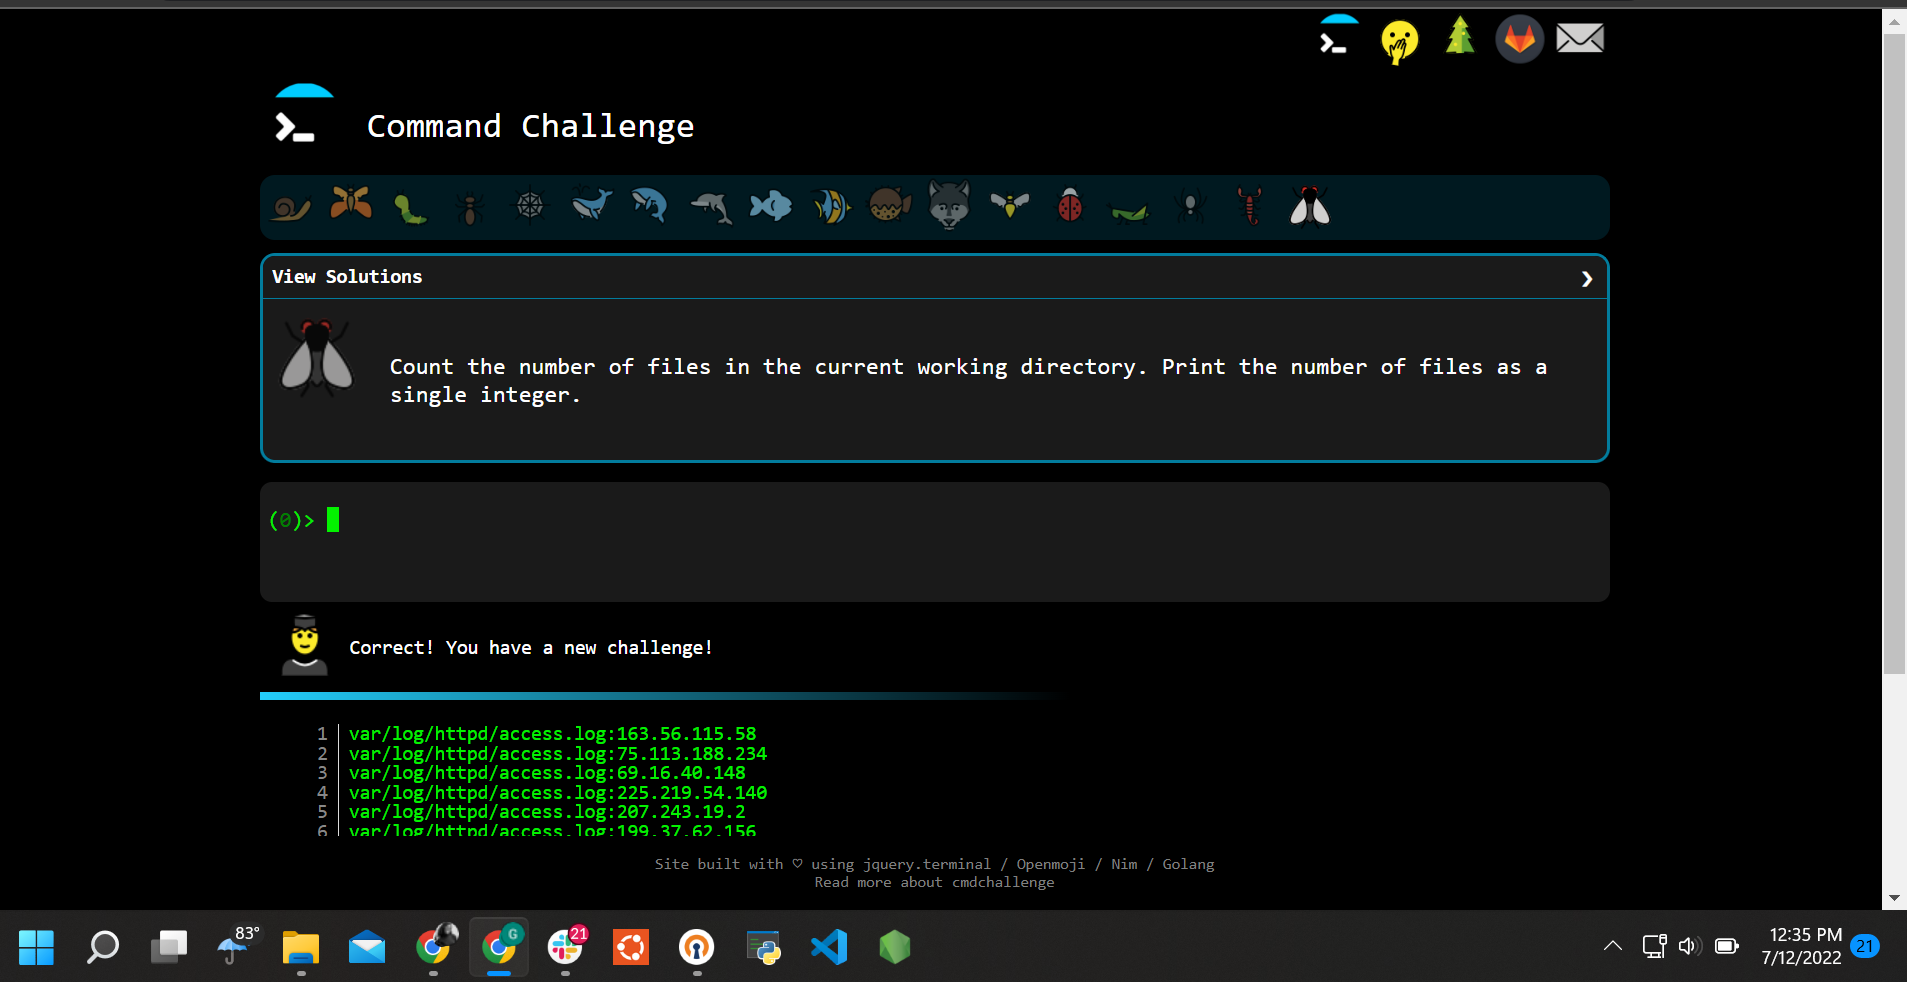 Command Challenge
View Solutions
Count the number of files in the current working directory. Print the number of files as a
single integer.
(0)>
Correct! You have a new challenge!
1 var/log/httpd/access.log:163.56.115.58
2 var/log/httpd/access.log:75.113.188.234
3 var/log/httpd/access.log:69.16.40.148
4 var/log/httpd/access.log:225.219.54.140
5 var/log/httpd/access.log:207.243.19.2
6 var/log/httpd/access.log:199.37.62.156
Site built with ♡ using jquery.terminal / Openmoji / Nim / Golang
Read more about cmdchallenge
83°
G
21
12:35 PM
7/12/2022
21